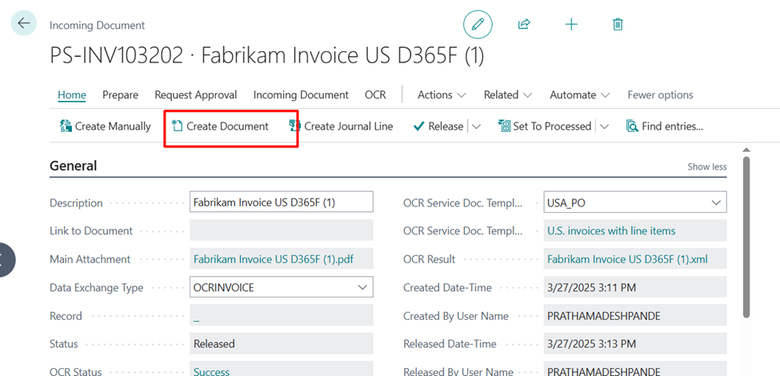 Incoming Document
PS-INV103202 · Fabrikam Invoice US D365F (1)
Home Prepare Request Approval Incoming Document OCR Actions Related Automate Fewer options
Create Manually Create Document Create Journal Line Release Set To Processed Find entries...
General Show less
Description Fabrikam Invoice US D365F (1) OCR Service Doc. Templ... USA_PO
Link to Document OCR Service Doc. Templ... U.S. invoices with line items
Main Attachment Fabrikam Invoice US D365F (1).pdf OCR Result Fabrikam Invoice US D365F (1).xml
Data Exchange Type OCRINVOICE Created Date-Time 3/27/2025 3:11 PM
Record _ Created By User Name PRATHAMADESHPANDE
Status Released Released Date-Time 3/27/2025 3:13 PM
OCR Status Success Released By User Name PRATHAMADESHPANDE